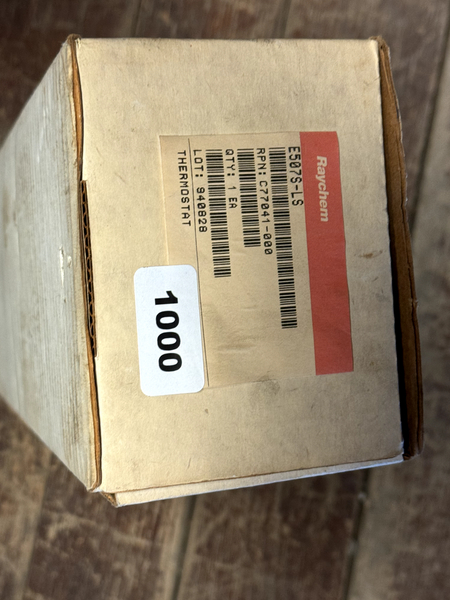 Raychem
E507S-LS
RPN: C77041-000
QTY: 1 EA
LOT: 940828
THERMOSTAT
1000